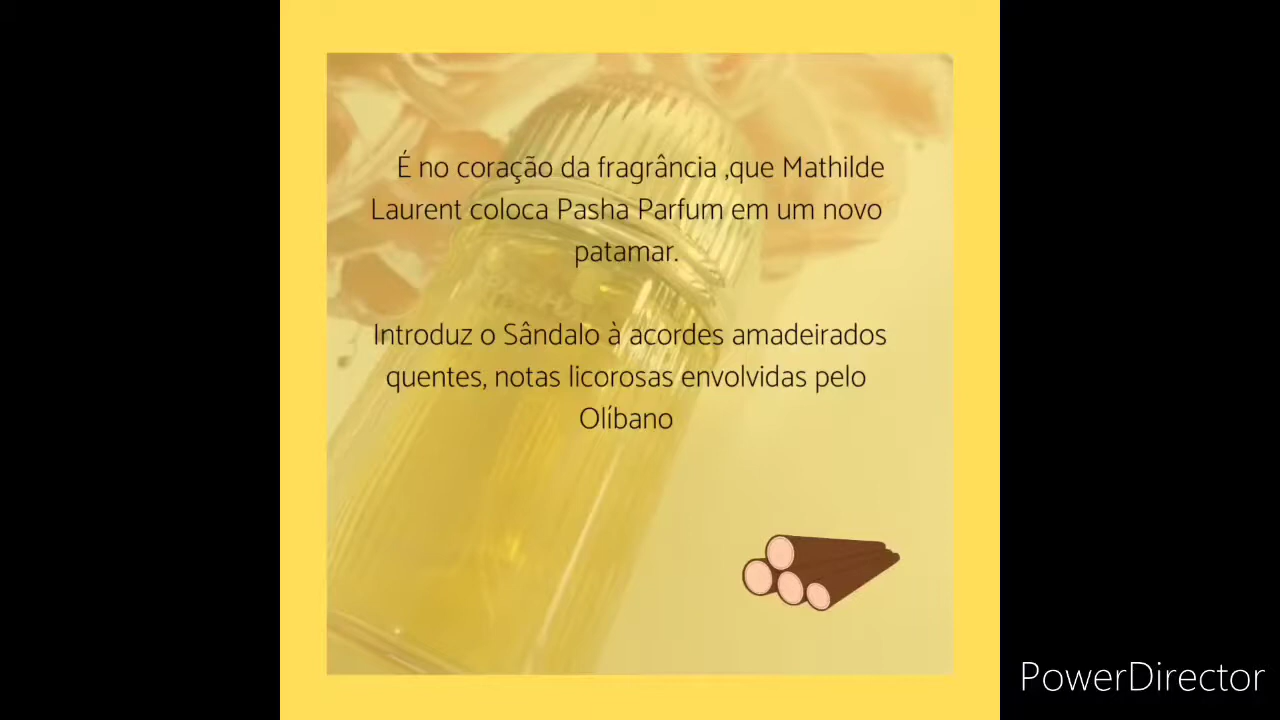 É no coração da fragrância ,que Mathilde
Laurent coloca Pasha Parfum em um novo
patamar.
Introduz o Sândalo à acordes amadeirados
quentes, notas licorosas envolvidas pelo
Olíbano
PowerDirector